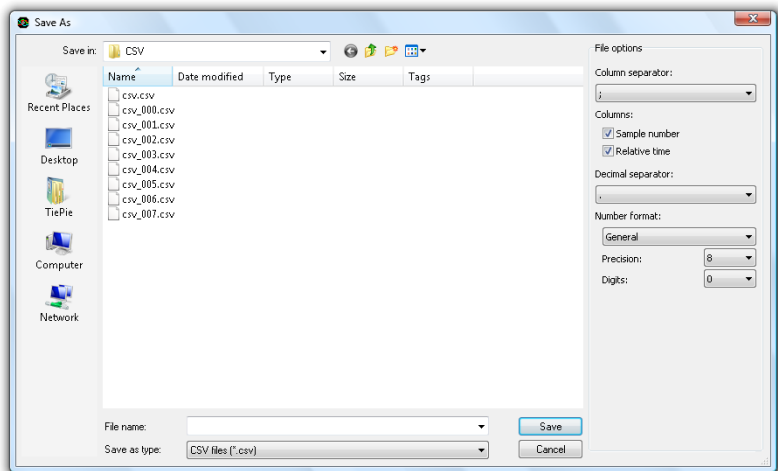 Save As
Save in:
CSV
Recent Places
Desktop
TiePie
Computer
Network
Name Date modified Type Size Tags
csv.csv
csv_000.csv
csv_001.csv
csv_002.csv
csv_003.csv
csv_004.csv
csv_005.csv
csv_006.csv
csv_007.csv
File name:
Save as type: CSV files (*.csv)
Save
Cancel
File options
Column separator:
;
Columns:
Sample number
Relative time
Decimal separator:
,
Number format:
General
Precision: 8
Digits: 0